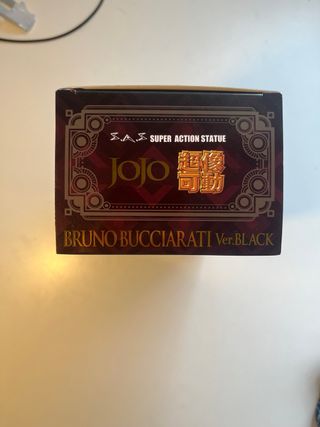 S.A.S SUPER ACTION STATUE
JOJO 超像
可動
BRUNO BUCCIARATI Ver.BLACK